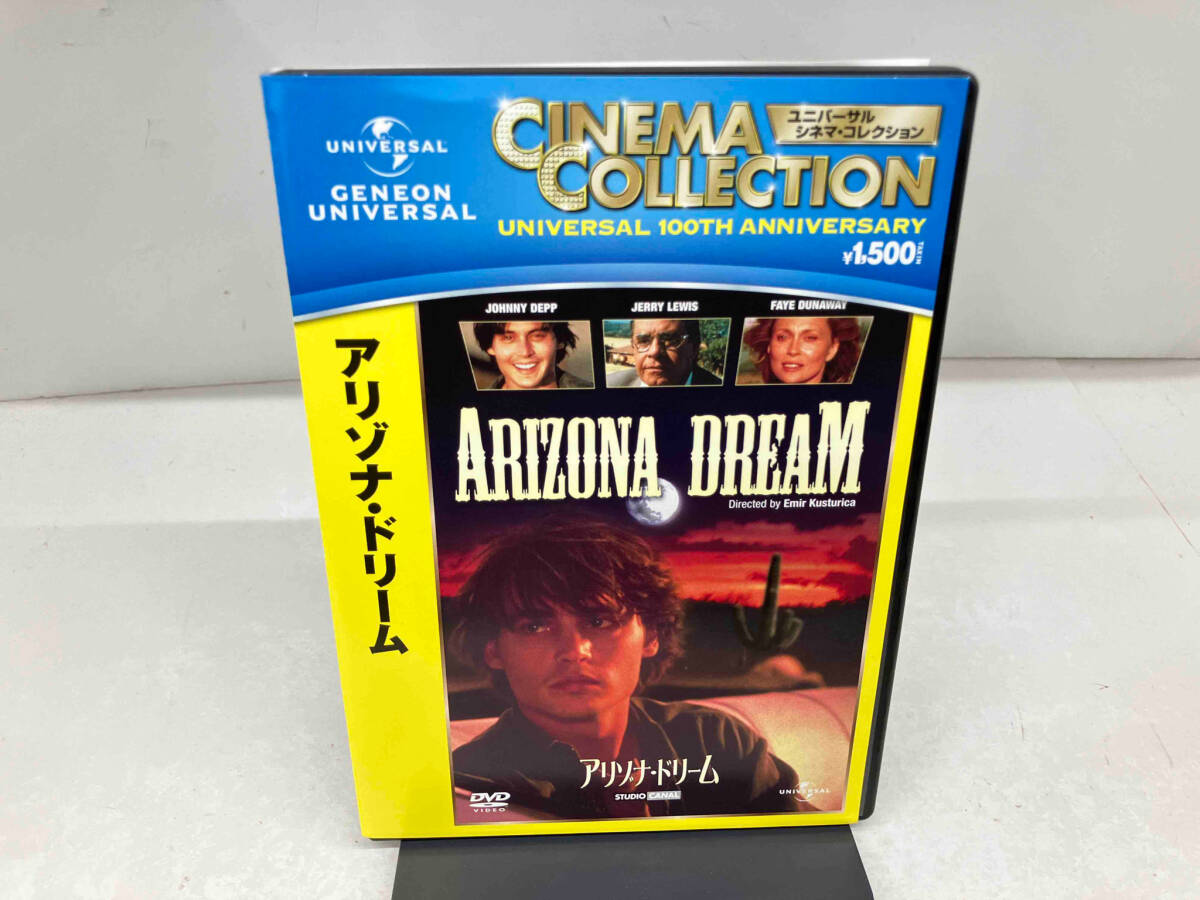 UNIVERSAL
GENEON
UNIVERSAL
CINEMA
COLLECTION
ユニバーサル
シネマ・コレクション
UNIVERSAL 100TH ANNIVERSARY
¥1,500 TAX IN
アリゾナ・ドリーム
JOHNNY DEPP
JERRY LEWIS
FAYE DUNAWAY
ARIZONA DREAM
Directed by Emir Kusturica
アリゾナ・ドリーム
STUDIO CANAL
DVD
VIDEO
UNIVERSAL